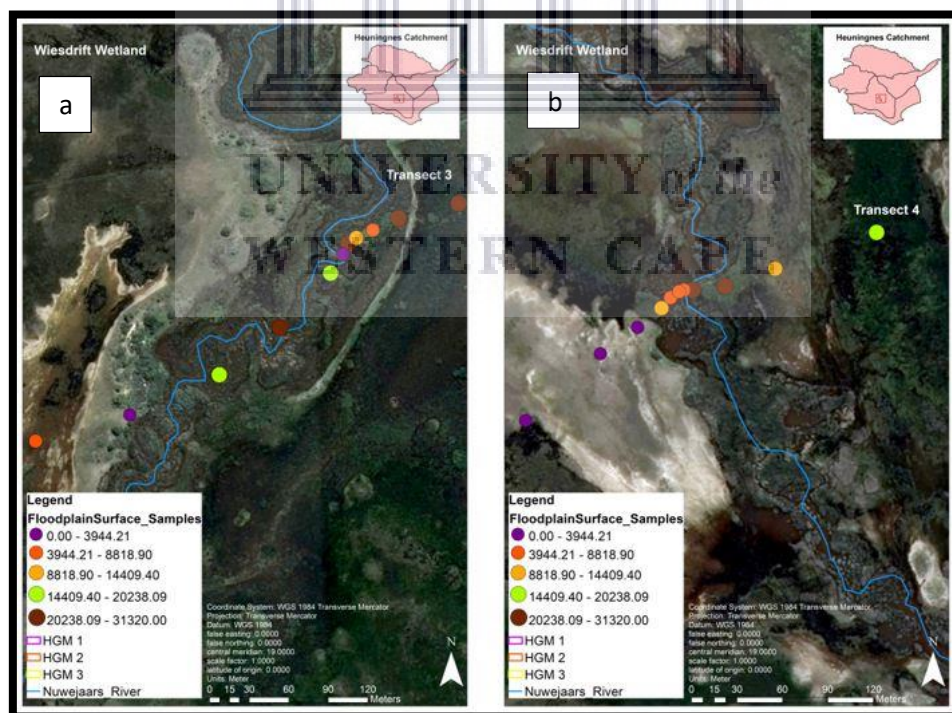 Wiesdrift Wetland
Heuningnes Catchment
a
Transect 3
Legend
FloodplainSurface_Samples
0.00 - 3944.21
3944.21 - 8818.90
8818.90 - 14409.40
14409.40 - 20238.09
20238.09 - 31320.00
HGM 1
HGM 2
HGM 3
Nuwejaars_River
Coordinate System: WGS 1984 Transverse Mercator
Projection: Transverse Mercator
Datum: WGS 1984
false easting: 0.0000
false northing: 0.0000
central meridian: 19.0000
scale factor: 1.0000
latitude of origin: 0.0000
Units: Meter
N
0 15 30 60 90 120
Meters
Wiesdrift Wetland
Heuningnes Catchment
b
Transect 4
Legend
FloodplainSurface_Samples
0.00 - 3944.21
3944.21 - 8818.90
8818.90 - 14409.40
14409.40 - 20238.09
20238.09 - 31320.00
HGM 1
HGM 2
HGM 3
Nuwejaars_River
Coordinate System: WGS 1984 Transverse Mercator
Projection: Transverse Mercator
Datum: WGS 1984
false easting: 0.0000
false northing: 0.0000
central meridian: 19.0000
scale factor: 1.0000
latitude of origin: 0.0000
Units: Meter
N
0 15 30 60 90 120
Meters
UNIVERSITY of the
WESTERN CAPE